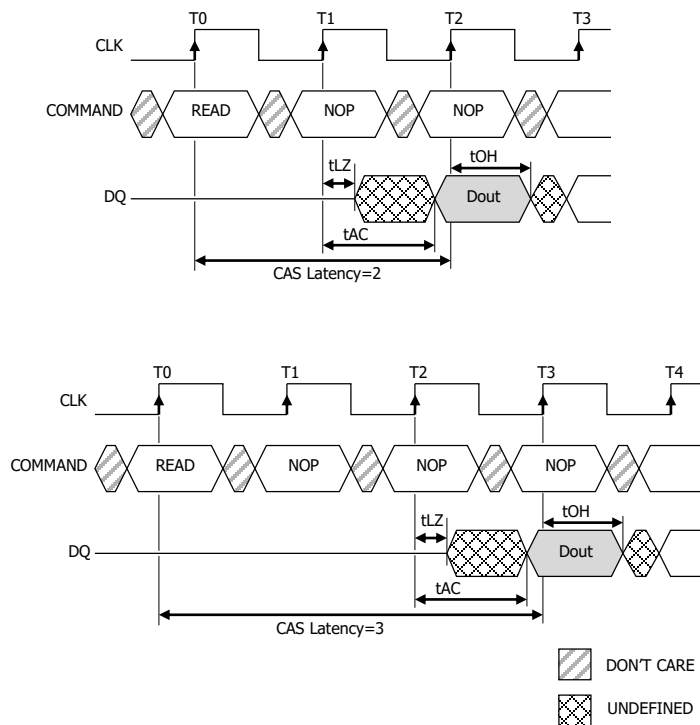 T0 T1 T2 T3
CLK
COMMAND READ NOP NOP
tLZ tOH
DQ Dout
tAC
CAS Latency=2
T0 T1 T2 T3 T4
CLK
COMMAND READ NOP NOP NOP
tLZ tOH
DQ Dout
tAC
CAS Latency=3
DON'T CARE
UNDEFINED